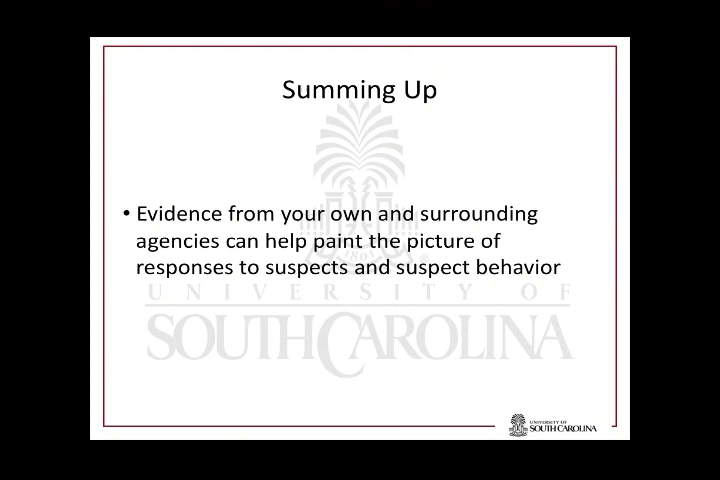 Summing Up
• Evidence from your own and surrounding
agencies can help paint the picture of
responses to suspects and suspect behavior
1801
UNIVERSITY OF
SOUTH CAROLINA
UNIVERSITY OF
SOUTH CAROLINA